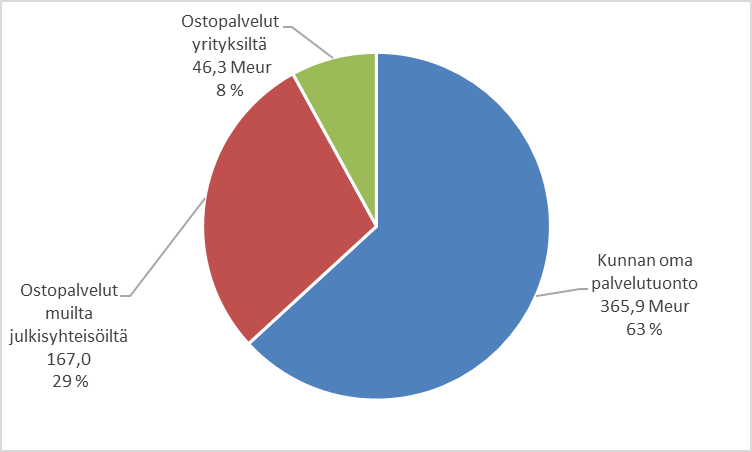 Ostopalvelut
yrityksiltä
46,3 Meur
8 %
Kunnan oma
palvelutuonto
365,9 Meur
63 %
Ostopalvelut
muilta
julkisyhteisöiltä
167,0
29 %